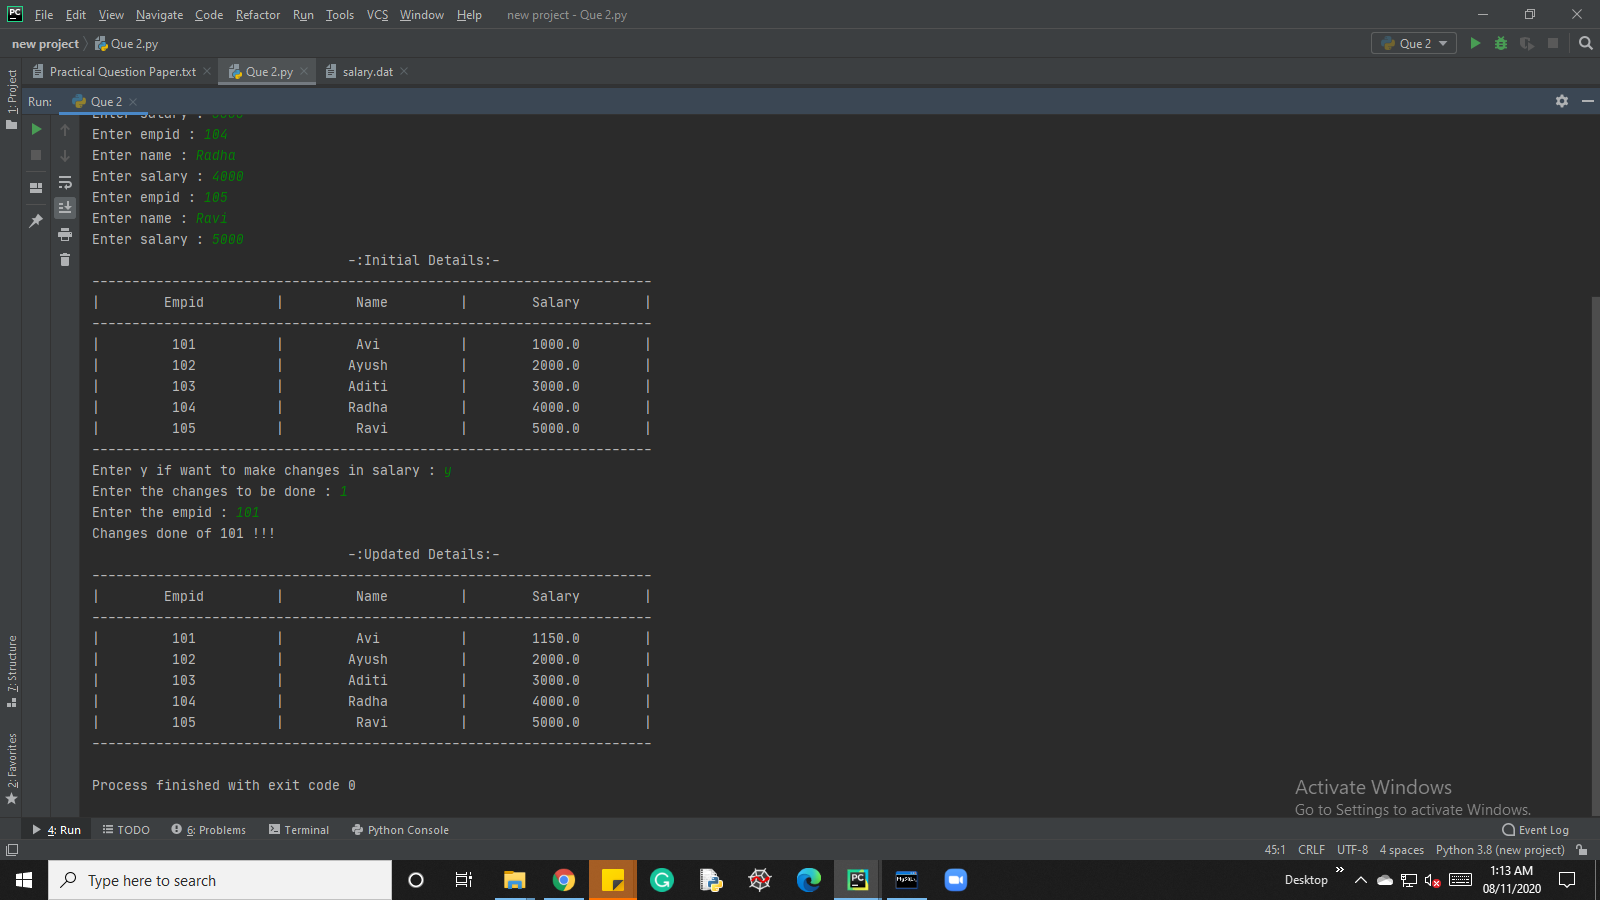 PC File Edit View Navigate Code Refactor Run Tools VCS Window Help new project - Que 2.py
new project Que 2.py Que 2
Practical Question Paper.txt Que 2.py salary.dat
1: Project
Run: Que 2
Enter salary : 3000
Enter empid : 104
Enter name : Radha
Enter salary : 4000
Enter empid : 105
Enter name : Ravi
Enter salary : 5000
-:Initial Details:-
----------------------------------------------------------------------
| Empid | Name | Salary |
----------------------------------------------------------------------
| 101 | Avi | 1000.0 |
| 102 | Ayush | 2000.0 |
| 103 | Aditi | 3000.0 |
| 104 | Radha | 4000.0 |
| 105 | Ravi | 5000.0 |
----------------------------------------------------------------------
Enter y if want to make changes in salary : y
Enter the changes to be done : 1
Enter the empid : 101
Changes done of 101 !!!
-:Updated Details:-
----------------------------------------------------------------------
| Empid | Name | Salary |
----------------------------------------------------------------------
| 101 | Avi | 1150.0 |
| 102 | Ayush | 2000.0 |
| 103 | Aditi | 3000.0 |
| 104 | Radha | 4000.0 |
| 105 | Ravi | 5000.0 |
----------------------------------------------------------------------
Process finished with exit code 0
7: Structure
2: Favorites
Activate Windows
Go to Settings to activate Windows.
4: Run TODO 6: Problems Terminal Python Console Event Log
45:1 CRLF UTF-8 4 spaces Python 3.8 (new project)
Type here to search
PC
MySQL
Desktop
1:13 AM
08/11/2020